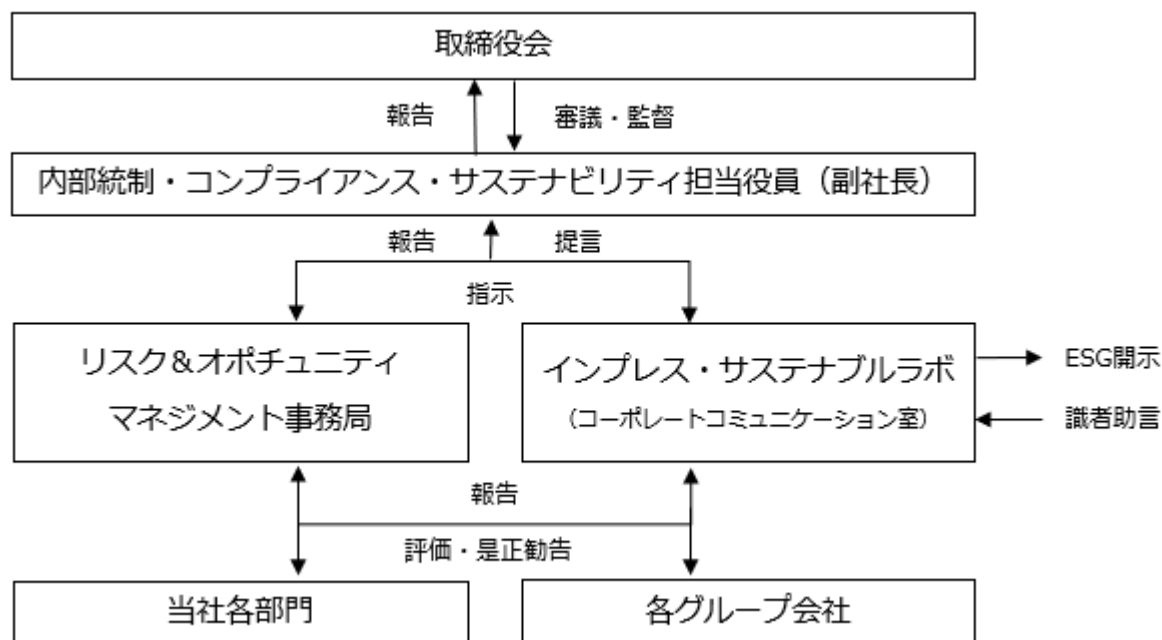 取締役会
報告
審議・監督
内部統制・コンプライアンス・サステナビリティ担当役員（副社長）
報告
提言
指示
リスク＆オポチュニティ
マネジメント事務局
インプレス・サステナブルラボ
（コーポレートコミュニケーション室）
ESG開示
識者助言
報告
評価・是正勧告
当社各部門
各グループ会社